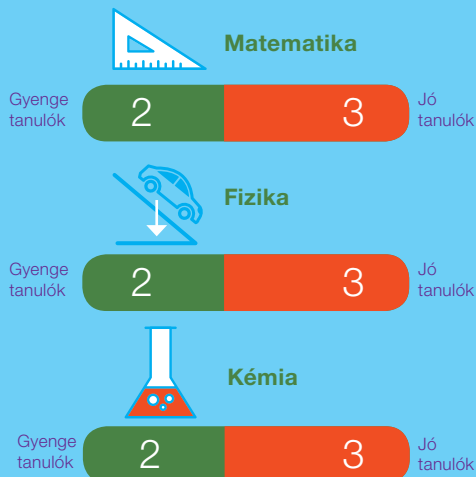 Matematika
Gyenge
tanulók
2
3
Jó
tanulók
Fizika
Gyenge
tanulók
2
3
Jó
tanulók
Kémia
Gyenge
tanulók
2
3
Jó
tanulók